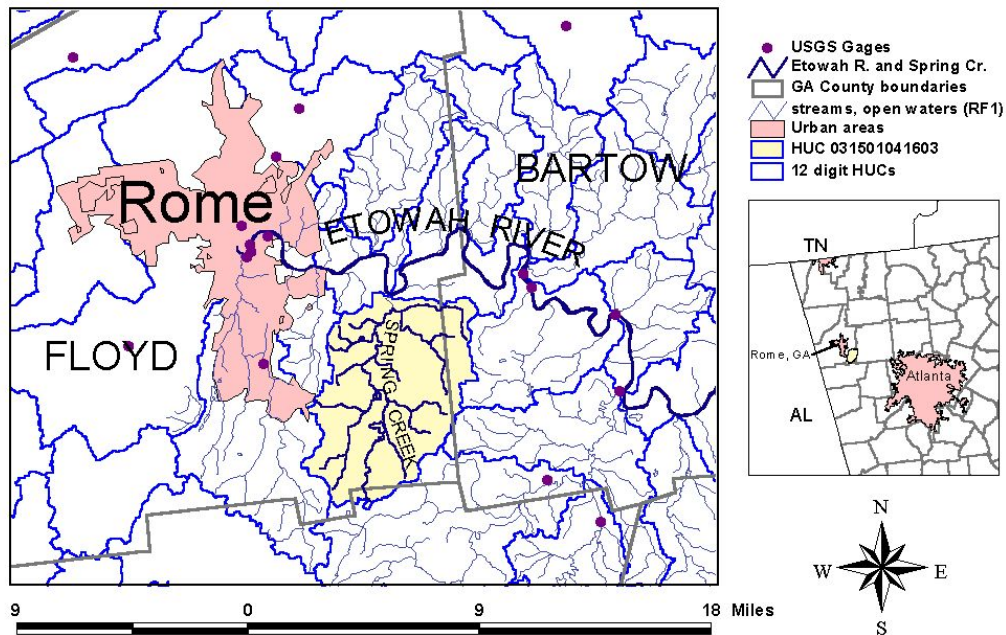 Rome
FLOYD
BARTOW
ETOWAH RIVER
SPRING CREEK
USGS Gages
Etowah R. and Spring Cr.
GA County boundaries
streams, open waters (RF1)
Urban areas
HUC 031501041603
12 digit HUCs
TN
Rome, GA
Atlanta
AL
N
W E
S
9 0 9 18 Miles